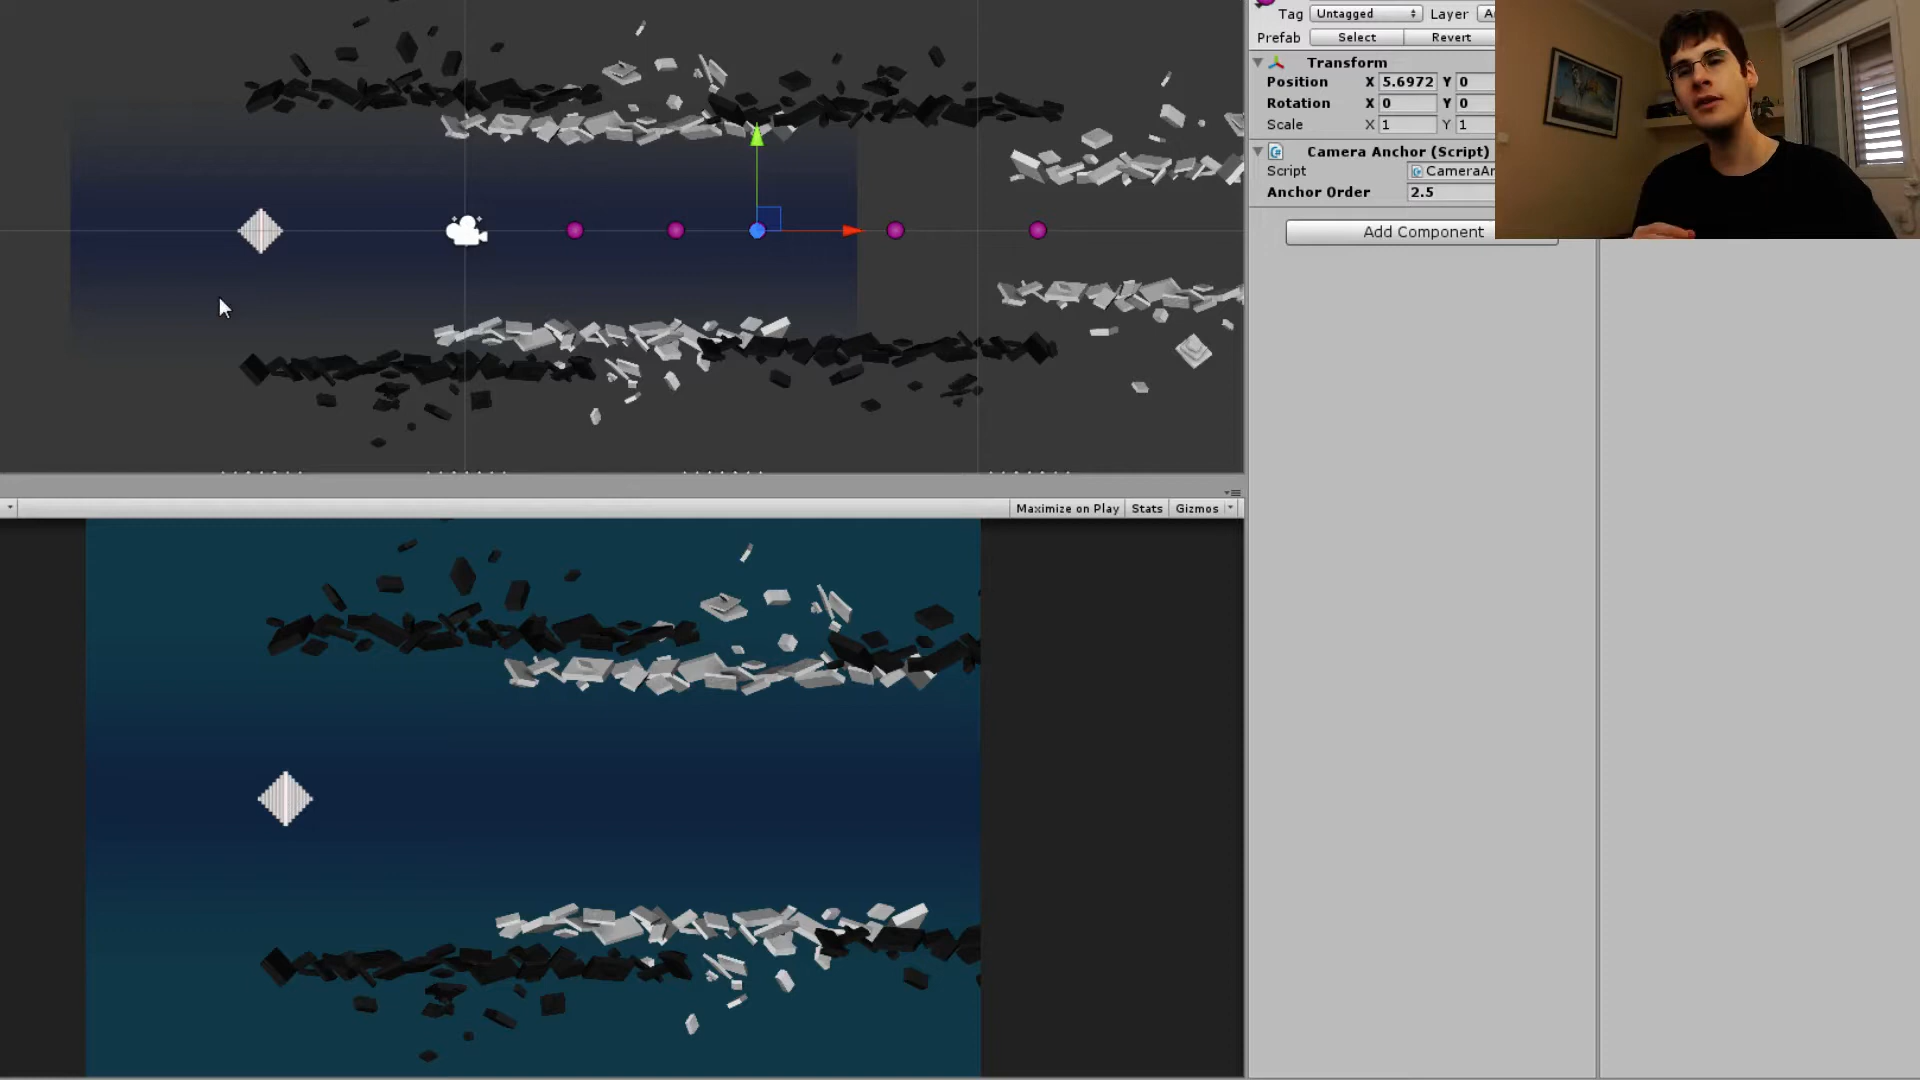 Tag Untagged Layer A
Prefab Select Revert
Transform
Position X 5.6972 Y 0
Rotation X 0 Y 0
Scale X 1 Y 1
Camera Anchor (Script)
Script CameraAn
Anchor Order 2.5
Add Component
Maximize on Play Stats Gizmos